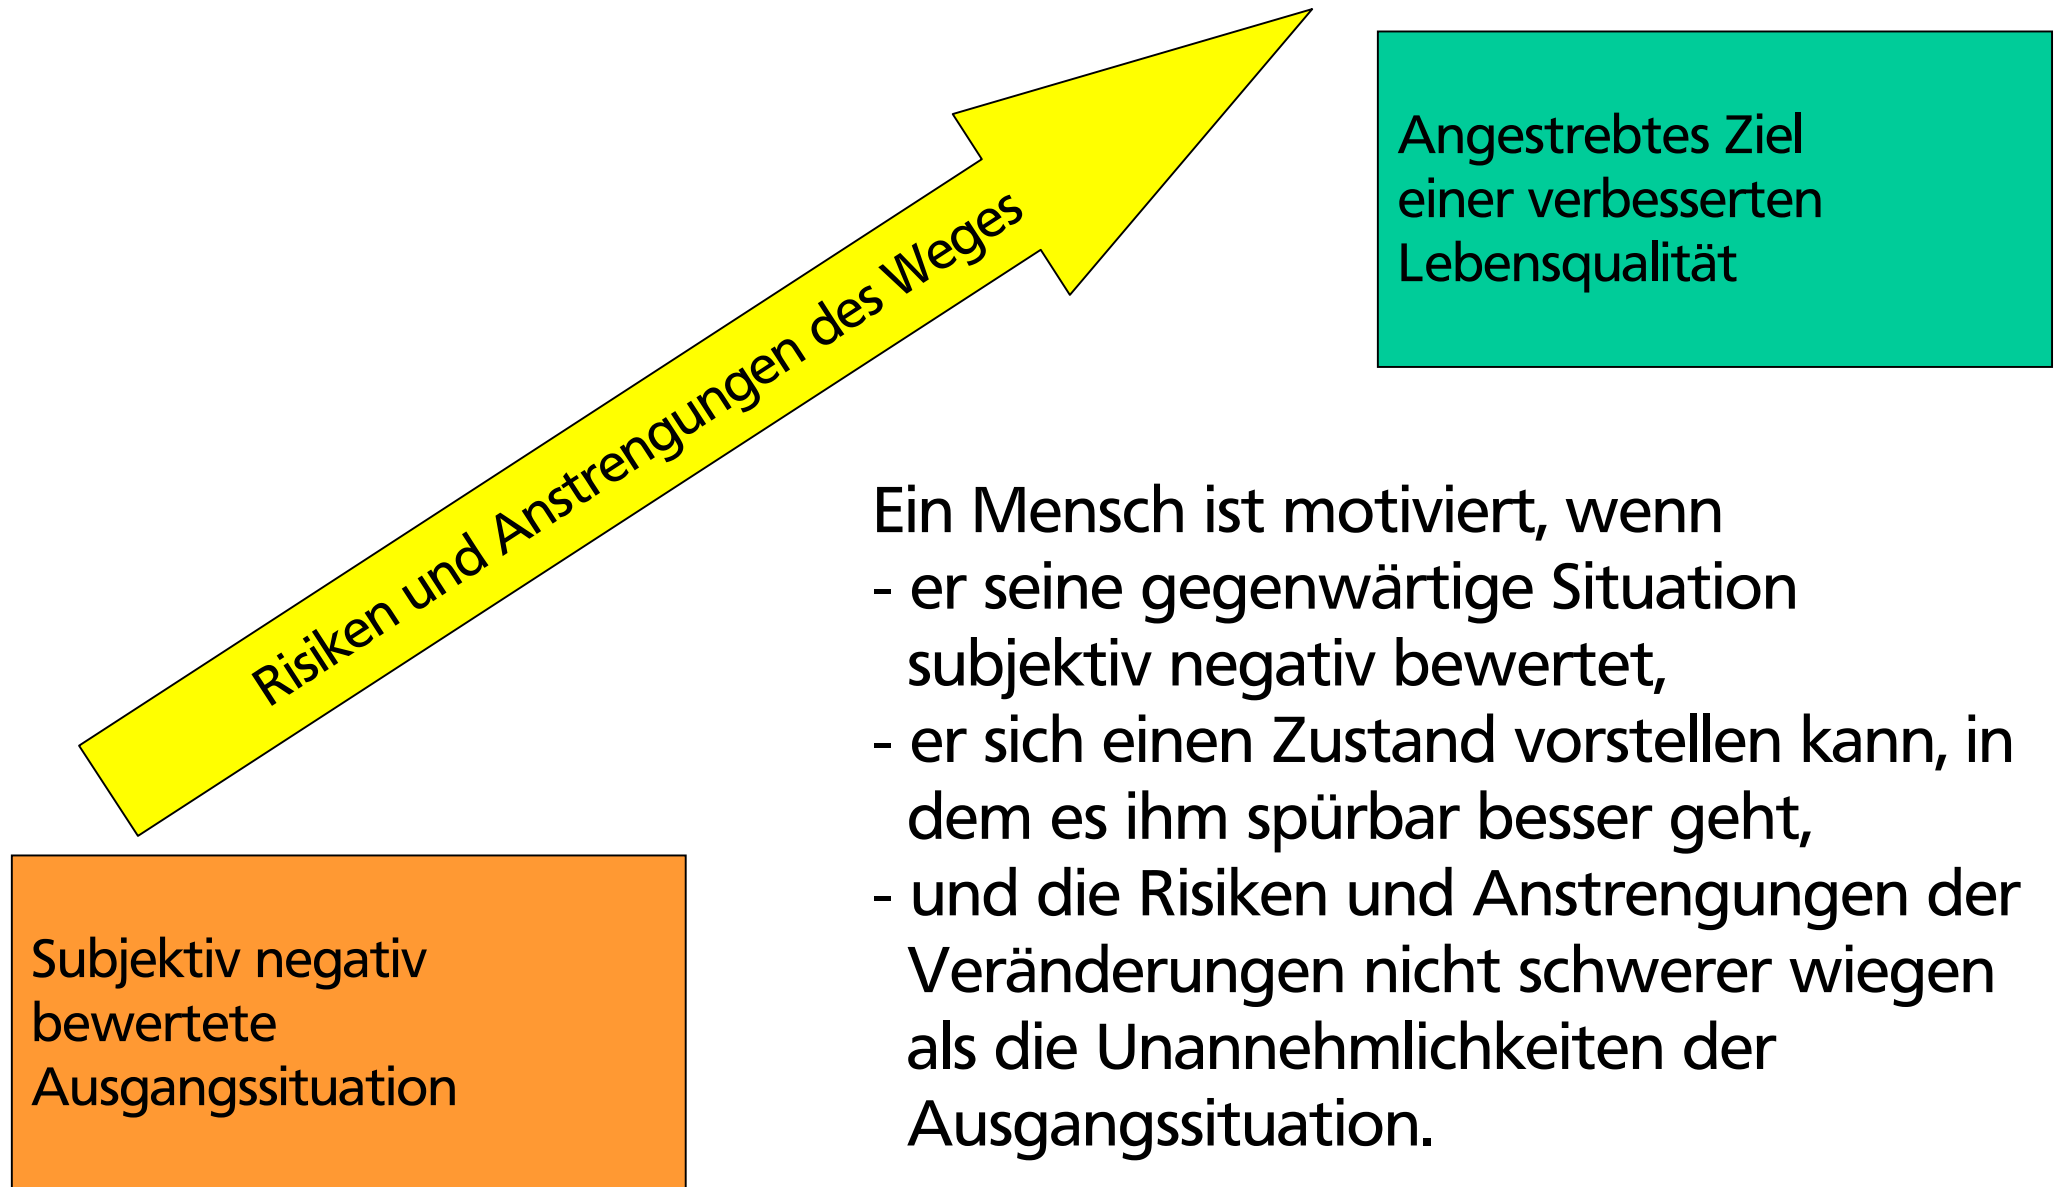 Angestrebtes Ziel
einer verbesserten
Lebensqualität
Risiken und Anstrengungen des Weges
Ein Mensch ist motiviert, wenn
- er seine gegenwärtige Situation
subjektiv negativ bewertet,
- er sich einen Zustand vorstellen kann, in
dem es ihm spürbar besser geht,
- und die Risiken und Anstrengungen der
Veränderungen nicht schwerer wiegen
als die Unannehmlichkeiten der
Ausgangssituation.
Subjektiv negativ
bewertete
Ausgangssituation